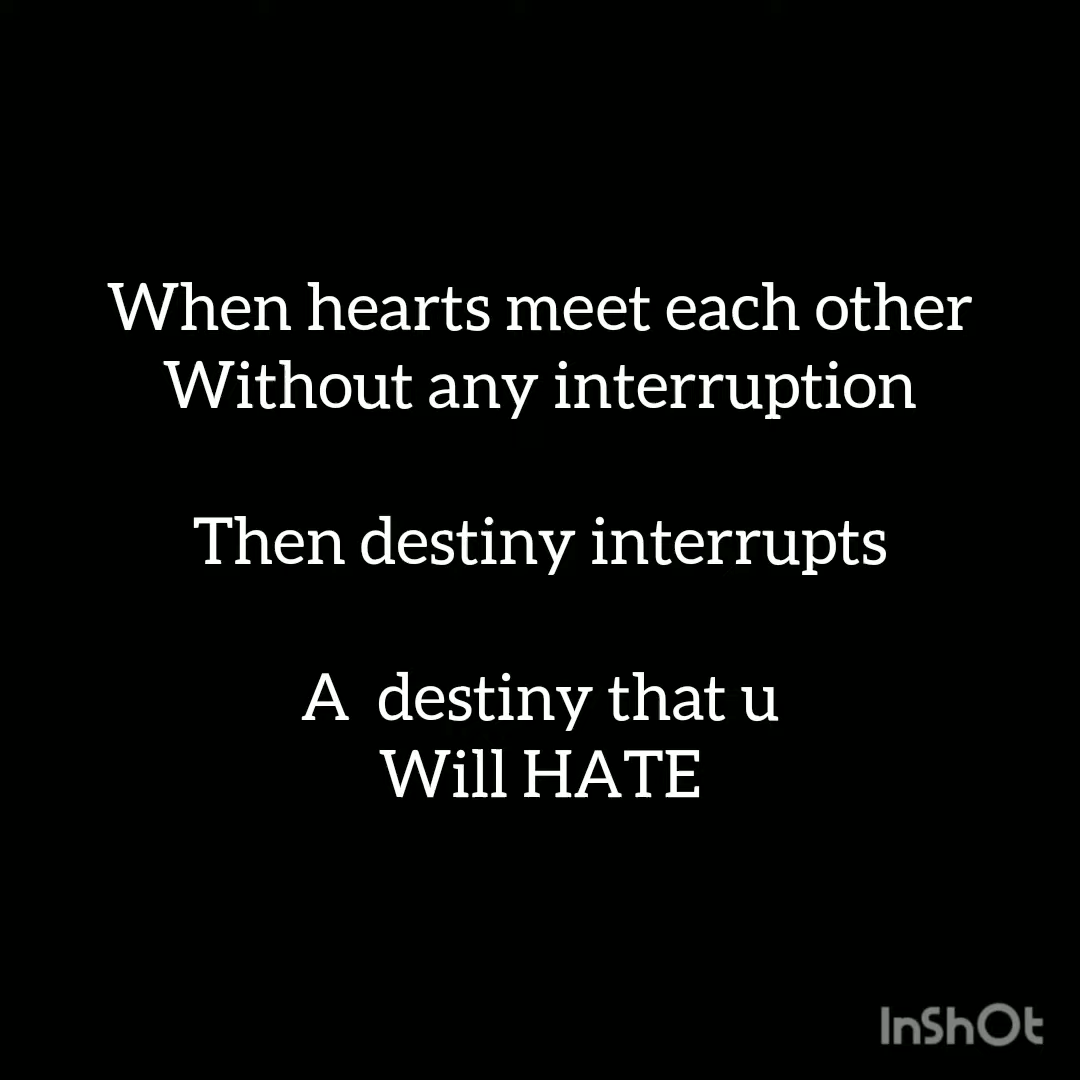 When hearts meet each other
Without any interruption
Then destiny interrupts
A  destiny that u
Will HATE
InShOt